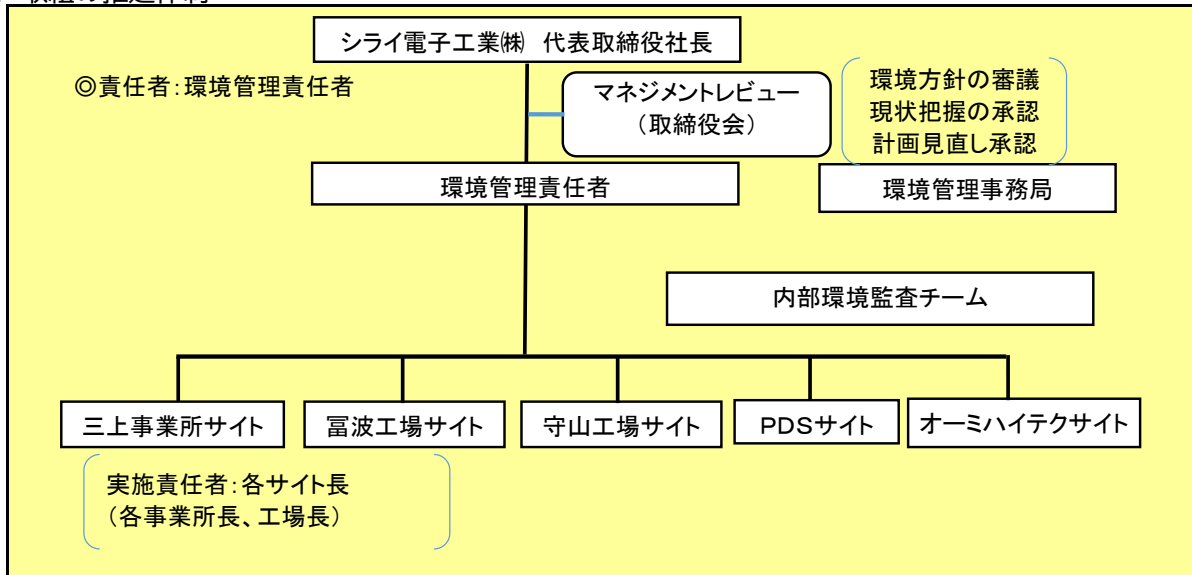 シライ電子工業㈱ 代表取締役社長
◎責任者:環境管理責任者
マネジメントレビュー
(取締役会)
環境方針の審議
現状把握の承認
計画見直し承認
環境管理責任者
環境管理事務局
内部環境監査チーム
三上事業所サイト
冨波工場サイト
守山工場サイト
PDSサイト
オーミハイテクサイト
実施責任者:各サイト長
(各事業所長、工場長)